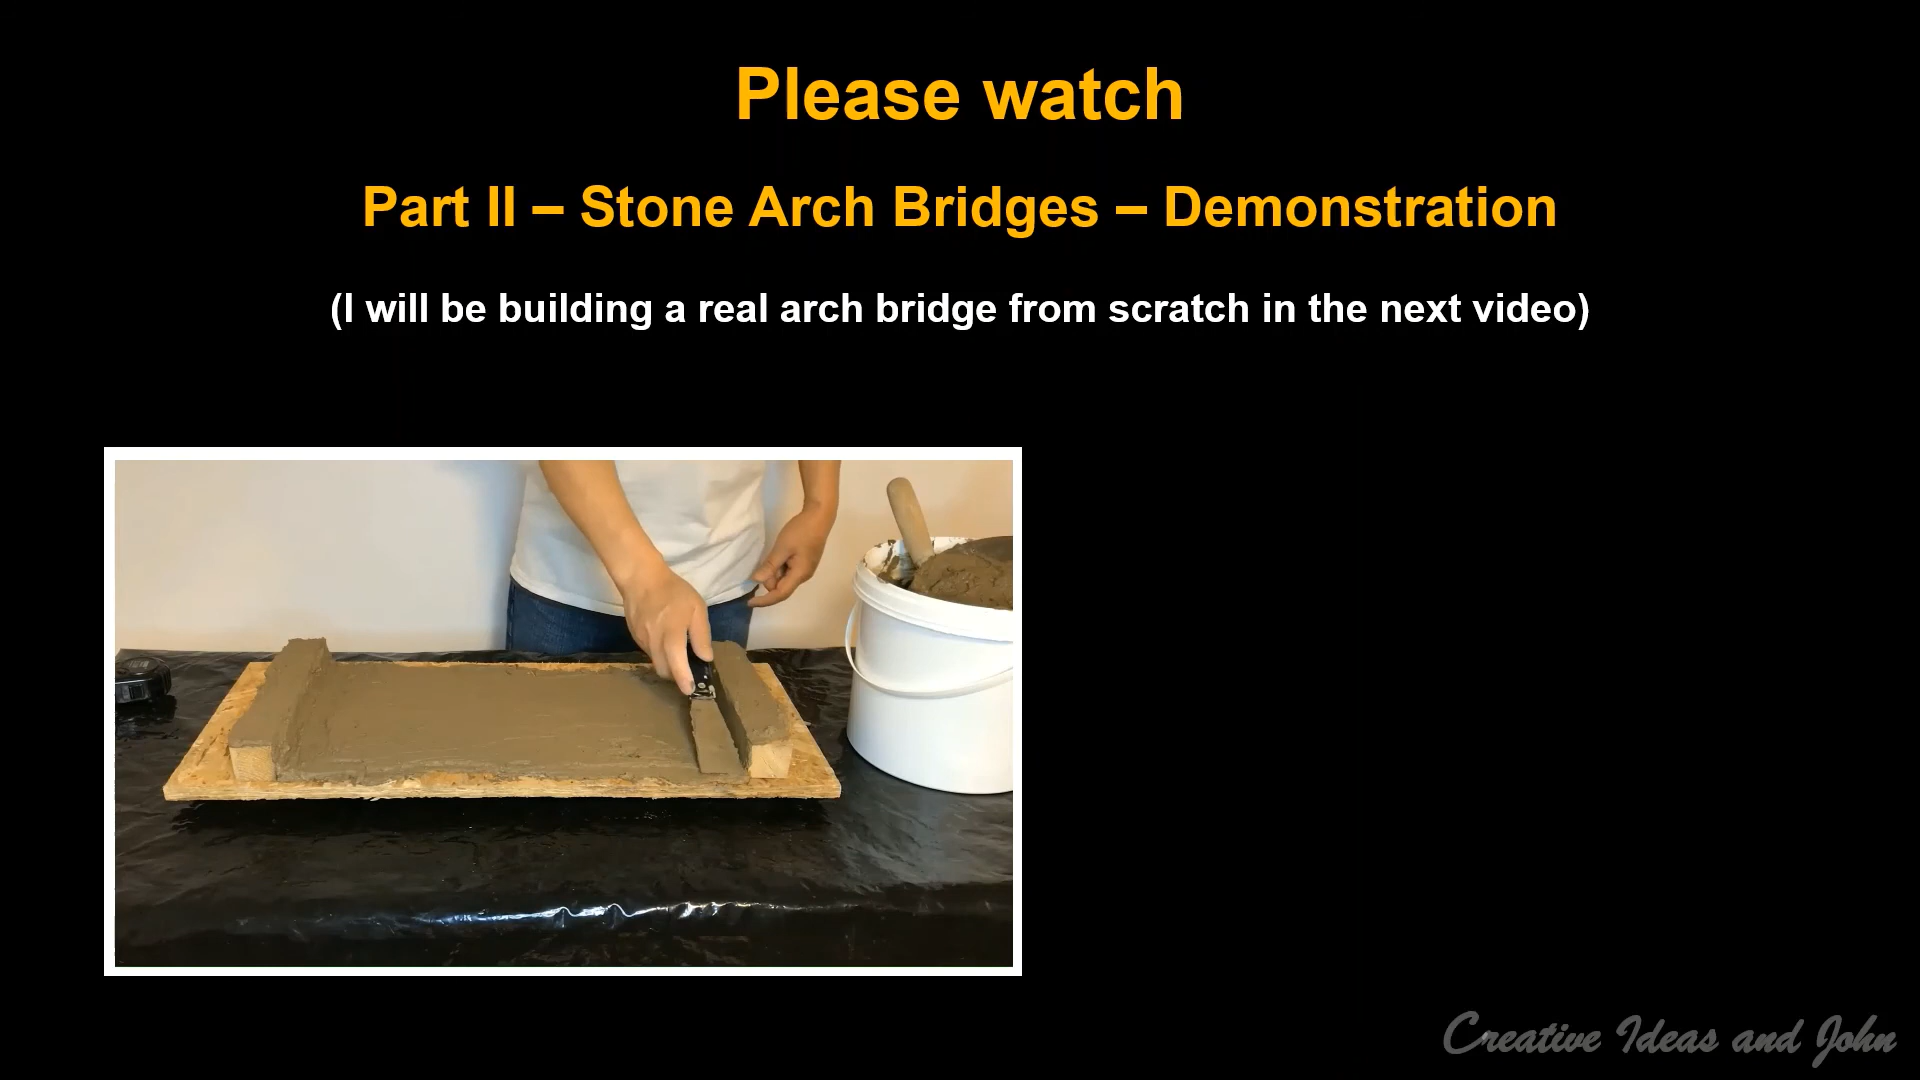 Please watch
Part II – Stone Arch Bridges – Demonstration
(I will be building a real arch bridge from scratch in the next video)
Creative Ideas and John